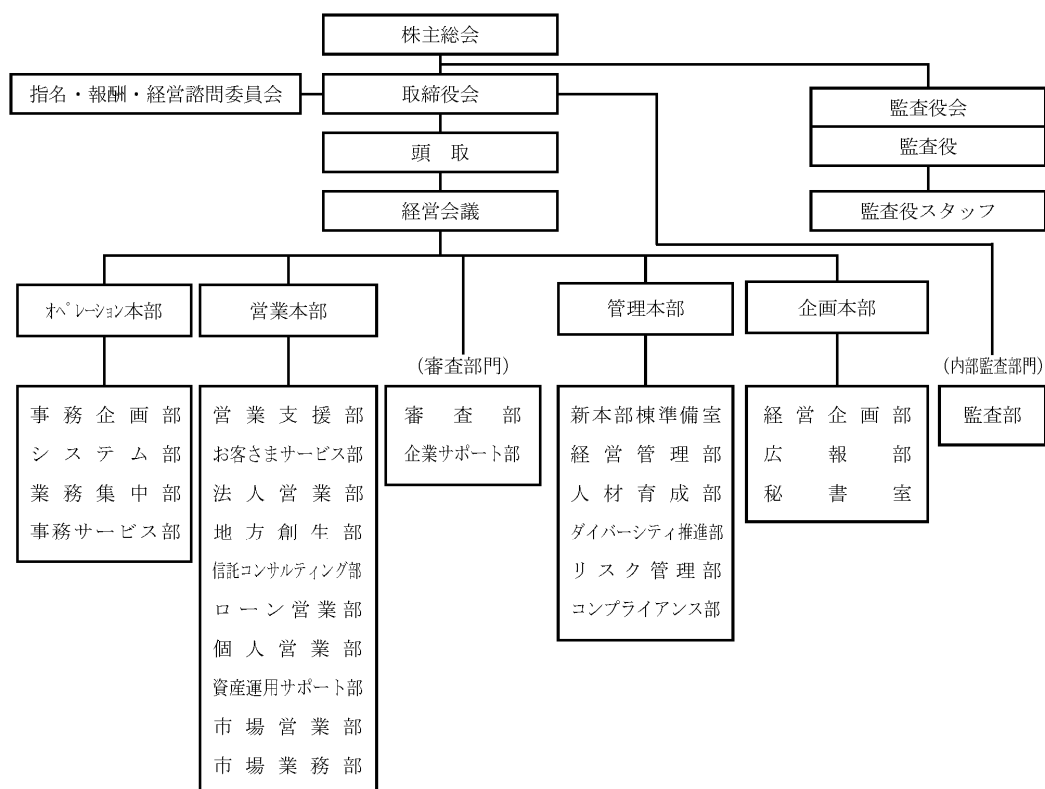 株主総会
指名・報酬・経営諮問委員会
取締役会
監査役会
監査役
頭取
監査役スタッフ
経営会議
オペレーション本部
営業本部
管理本部
企画本部
(審査部門)
(内部監査部門)
事務企画部
システム部
業務集中部
事務サービス部
営業支援部
お客さまサービス部
法人営業部
地方創生部
信託コンサルティング部
ローン営業部
個人営業部
資産運用サポート部
市場営業部
市場業務部
審査部
企業サポート部
新本部棟準備室
経営管理部
人材育成部
ダイバーシティ推進部
リスク管理部
コンプライアンス部
経営企画部
広報部
秘書室
監査部